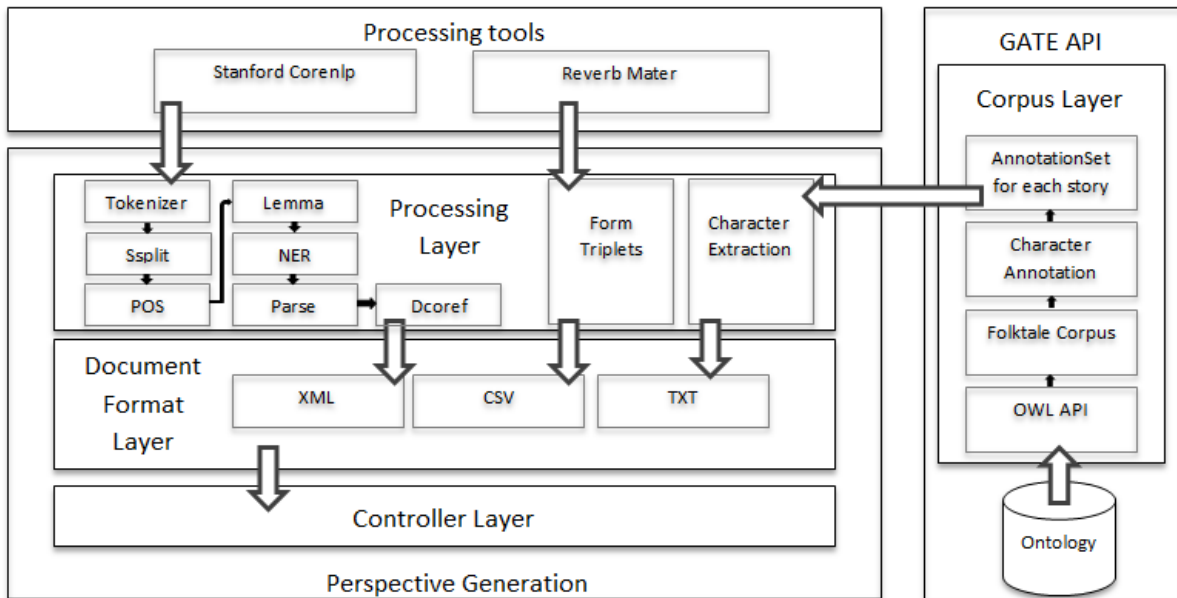 Processing tools
Stanford Corenlp
Reverb Mater
Processing
Layer
Tokenizer
Ssplit
POS
Lemma
NER
Parse
Dcoref
Form
Triplets
Character
Extraction
Document
Format
Layer
XML
CSV
TXT
Controller Layer
Perspective Generation
GATE API
Corpus Layer
AnnotationSet
for each story
Character
Annotation
Folktale Corpus
OWL API
Ontology